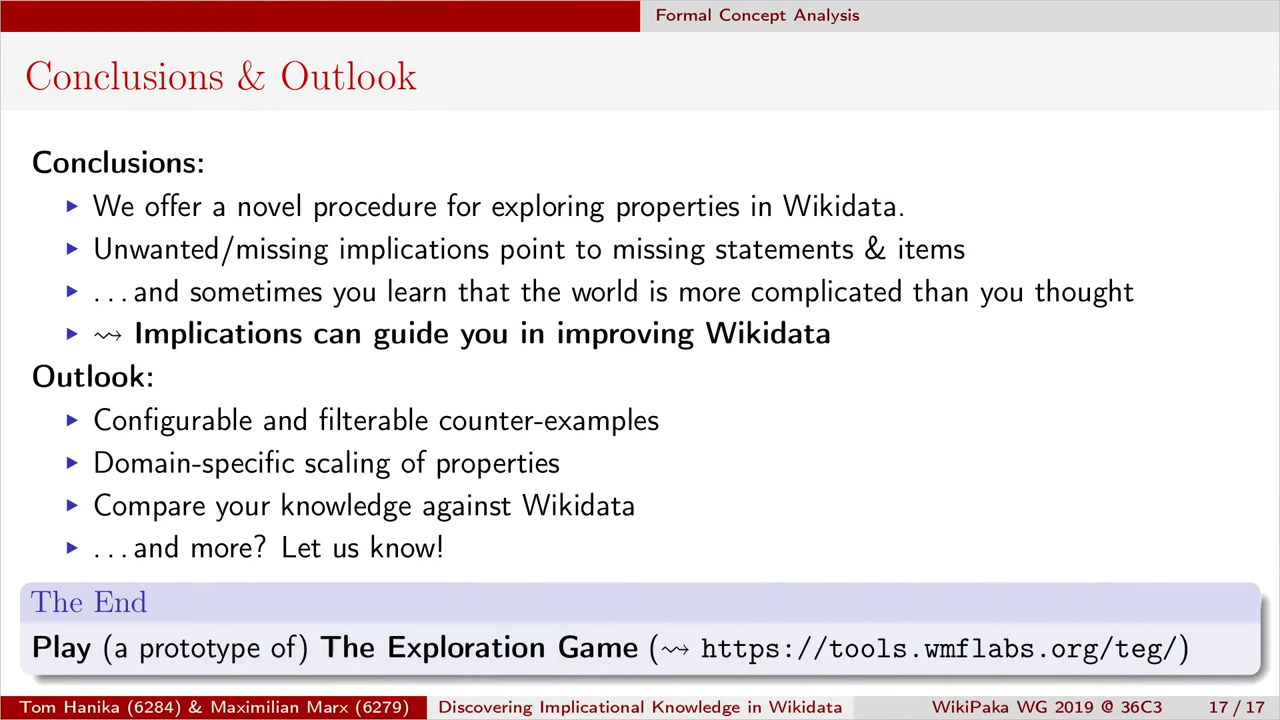 Formal Concept Analysis
Conclusions & Outlook
Conclusions:
▶ We offer a novel procedure for exploring properties in Wikidata.
▶ Unwanted/missing implications point to missing statements & items
▶ ...and sometimes you learn that the world is more complicated than you thought
▶ ⇝ Implications can guide you in improving Wikidata
Outlook:
▶ Configurable and filterable counter-examples
▶ Domain-specific scaling of properties
▶ Compare your knowledge against Wikidata
▶ ...and more? Let us know!
The End
Play (a prototype of) The Exploration Game (⇝ https://tools.wmflabs.org/teg/)
Tom Hanika (6284) & Maximilian Marx (6279) Discovering Implicational Knowledge in Wikidata WikiPaka WG 2019 @ 36C3 17 / 17